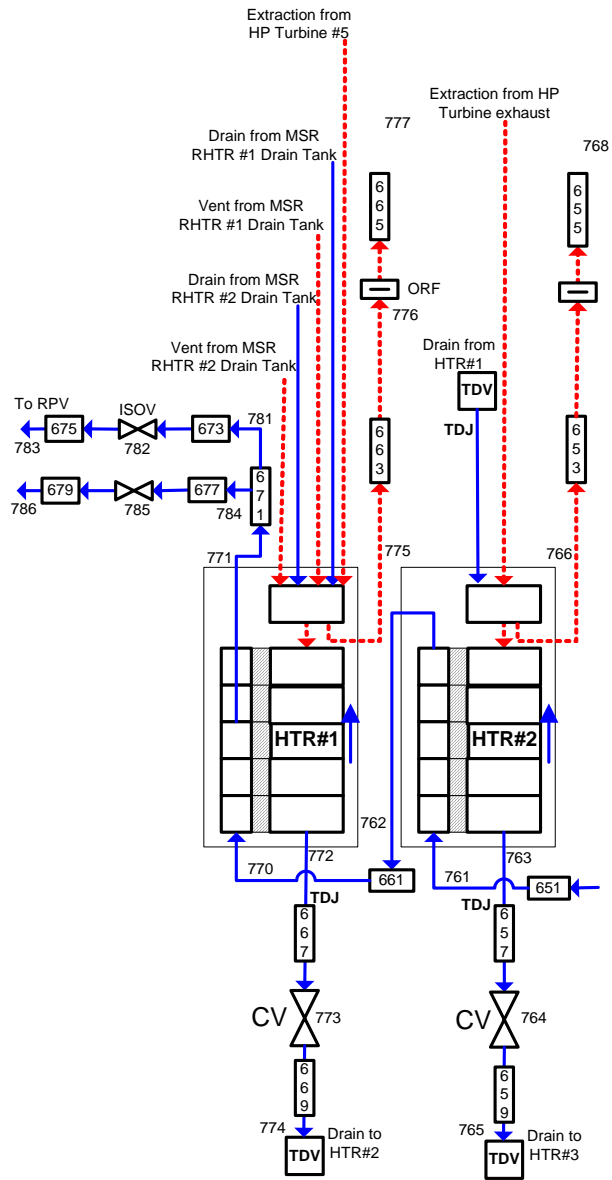 Extraction from
HP Turbine #5
Extraction from HP
Turbine exhaust
777
768
Drain from MSR
RHTR #1 Drain Tank
665
655
Vent from MSR
RHTR #1 Drain Tank
ORF
776
Drain from MSR
RHTR #2 Drain Tank
Drain from
HTR#1
TDV
TDJ
Vent from MSR
RHTR #2 Drain Tank
To RPV
ISOV
675
673
781
783
782
663
653
671
679
677
786
785
784
771
775
766
HTR#1
HTR#2
762
772
763
770
661
761
651
TDJ
TDJ
667
657
CV
773
CV
764
669
659
774
Drain to
HTR#2
TDV
765
Drain to
HTR#3
TDV